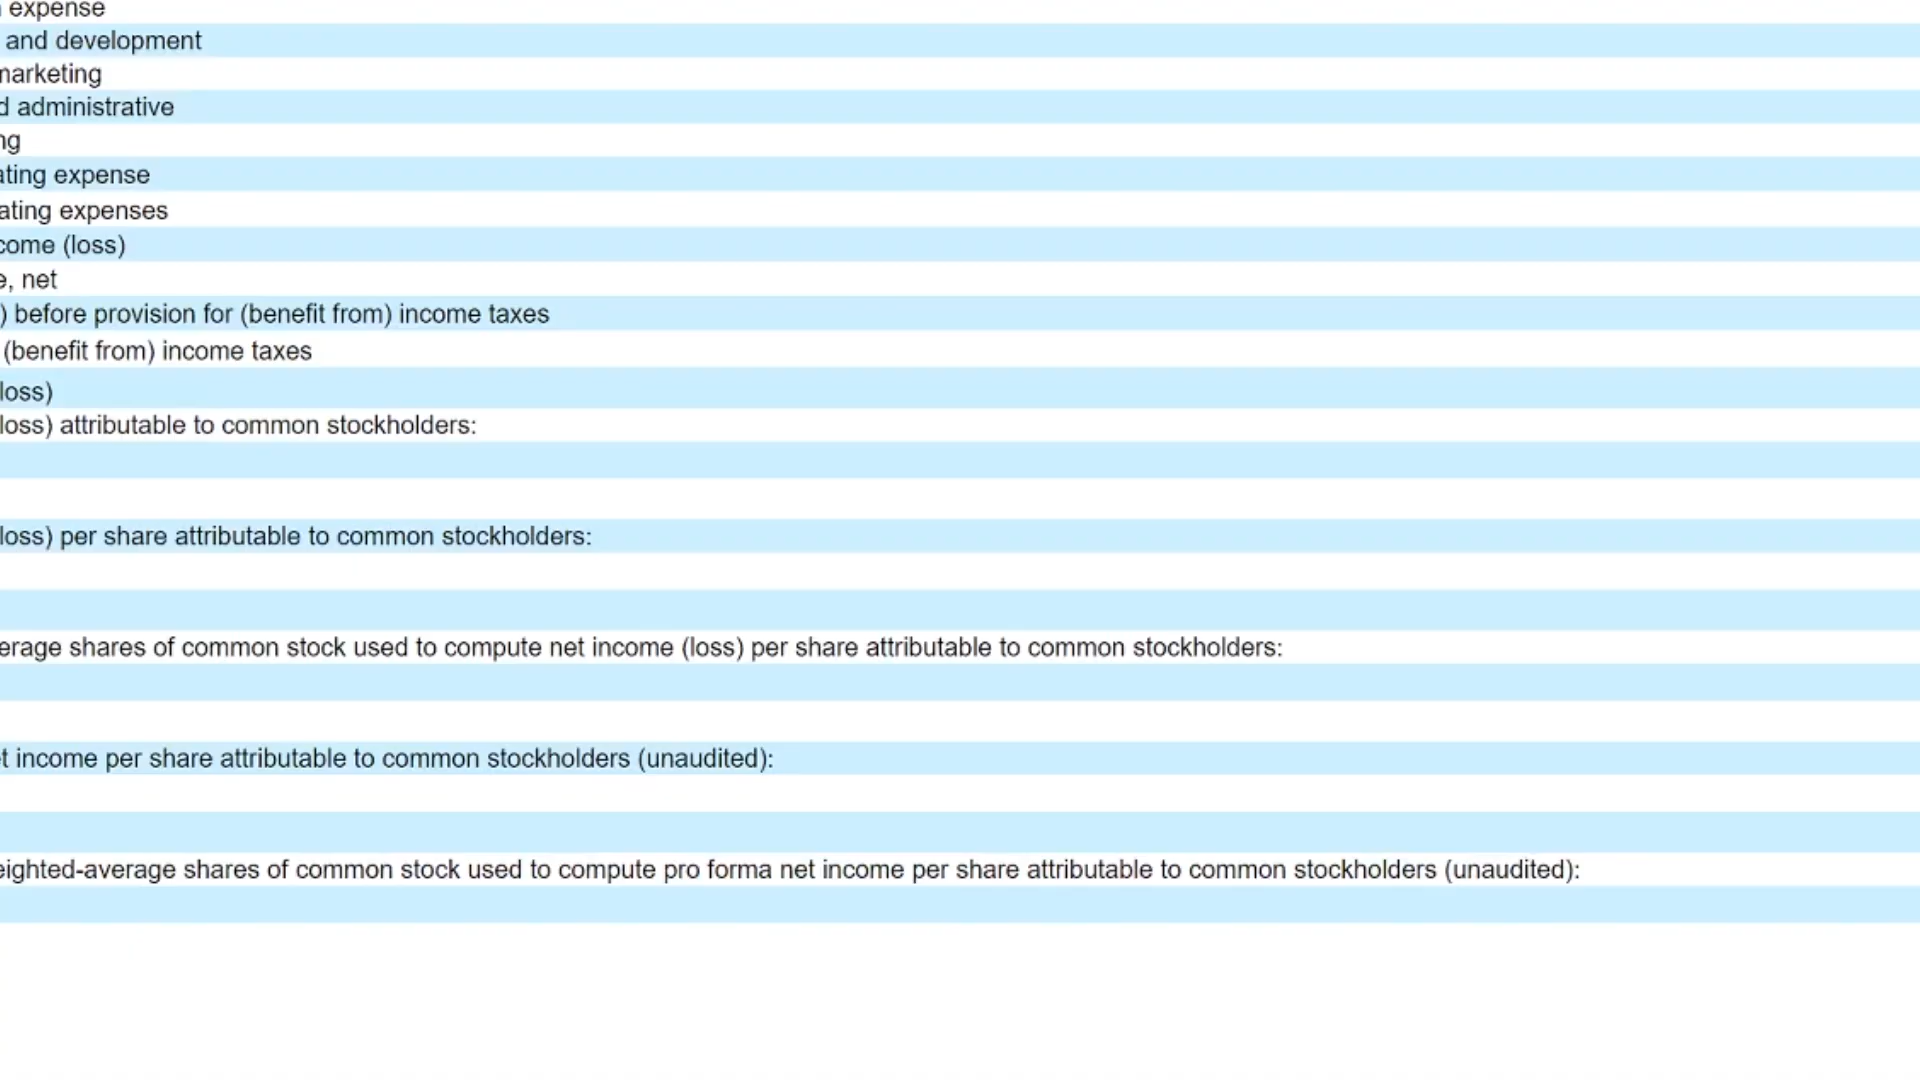 expense
and development
marketing
administrative
ating expense
ating expenses
come (loss)
e, net
) before provision for (benefit from) income taxes
(benefit from) income taxes
loss)
loss) attributable to common stockholders:
loss) per share attributable to common stockholders:
erage shares of common stock used to compute net income (loss) per share attributable to common stockholders:
t income per share attributable to common stockholders (unaudited):
eighted-average shares of common stock used to compute pro forma net income per share attributable to common stockholders (unaudited):